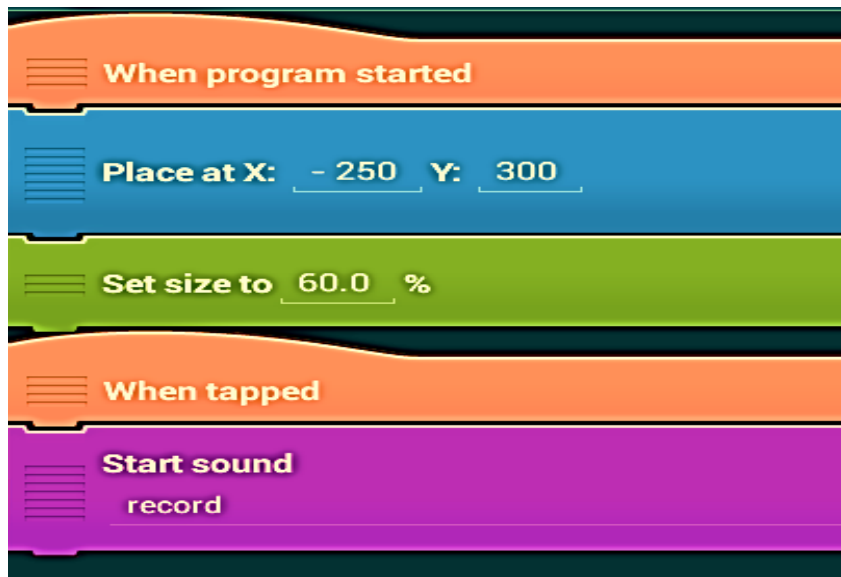 When program started
Place at X: - 250 Y: 300
Set size to 60.0 %
When tapped
Start sound
record